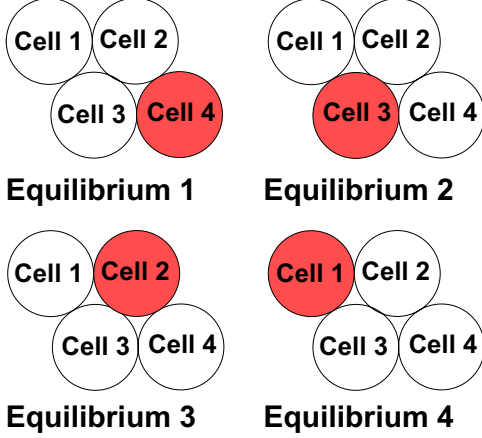 Cell 1 Cell 2 Cell 1 Cell 2
Cell 3 Cell 4 Cell 3 Cell 4
Equilibrium 1 Equilibrium 2
Cell 1 Cell 2 Cell 1 Cell 2
Cell 3 Cell 4 Cell 3 Cell 4
Equilibrium 3 Equilibrium 4